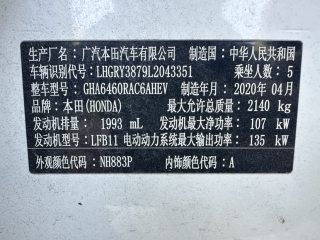 生产厂名：广汽本田汽车有限公司 制造国：中华人民共和国
车辆识别代号：LHGRY3879L2043351 乘坐人数：5
整车型号：GHA6460RAC6AHEV 制造年月：2020年04月
品牌：本田(HONDA) 最大允许总质量：2140 kg
发动机排量：1993 mL 发动机最大净功率：107 kW
发动机型号：LFB11 电动动力系统最大输出功率：135 kW
外观颜色代码：NH883P 内饰颜色代码：A